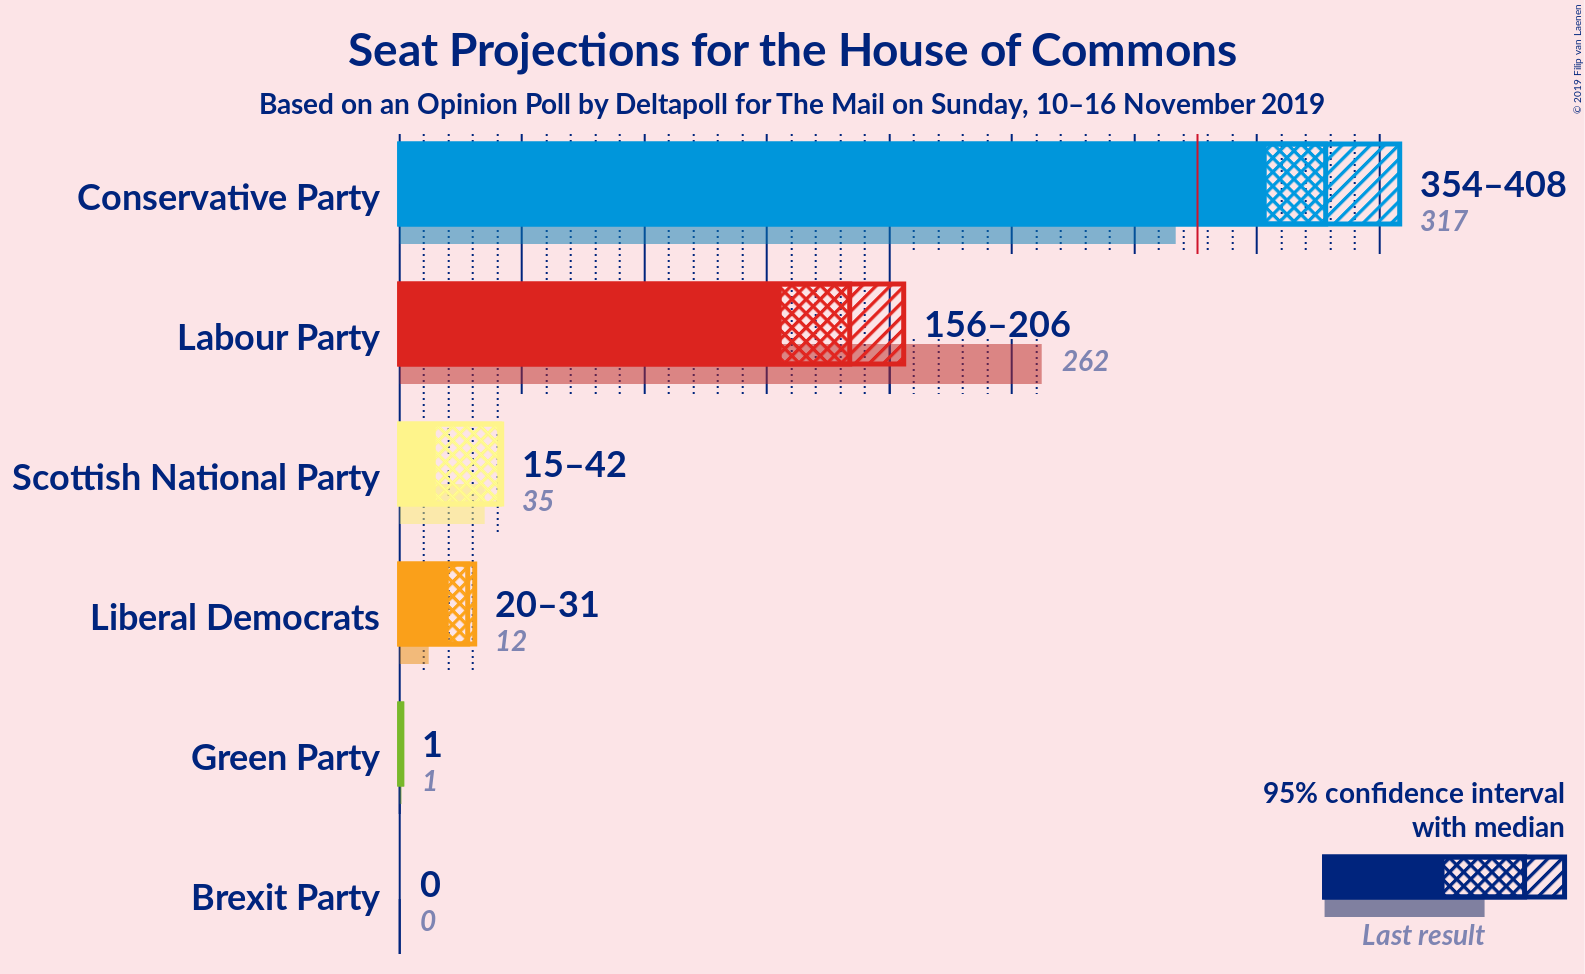 Seat Projections for the House of Commons
Based on an Opinion Poll by Deltapoll for The Mail on Sunday, 10–16 November 2019
© 2019 Filip van Laenen
Conservative Party
354–408
317
Labour Party
156–206
262
Scottish National Party
15–42
35
Liberal Democrats
20–31
12
Green Party
1
1
Brexit Party
0
0
95% confidence interval
with median
Last result